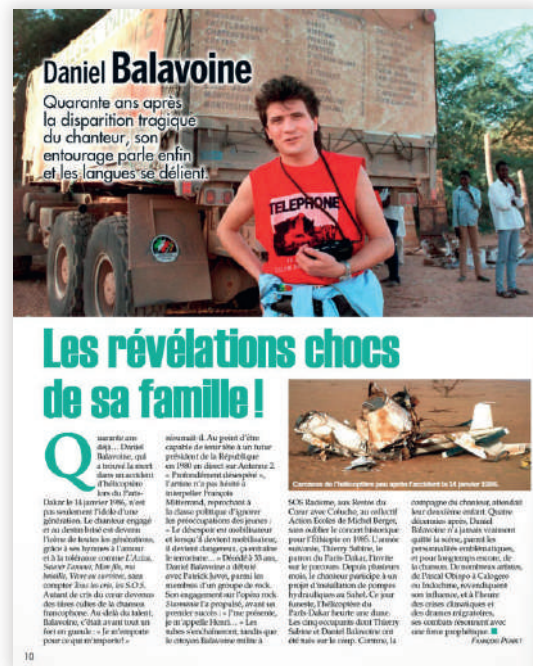 Daniel Balavoine
Quarante ans après
la disparition tragique
du chanteur, son
entourage parle enfin
et les langues se délient.
TELEPHONE
Les révélations chocs
de sa famille !
Quarante ans
déjà… Daniel
Balavoine, qui
a trouvé la mort
dans un accident
d'hélicoptère
lors du Paris-
Dakar le 14 janvier 1986, n'est
pas seulement l'idole d'une
génération. Le chanteur engagé
et au destin brisé est devenu
l'icône de toutes les générations,
grâce à ses hymnes à l'amour
et à la tolérance comme L'Aziza,
Sauver l'amour, Mon fils, ma
bataille, Vivre ou survivre, sans
compter Tous les cris, les S.O.S.
Autant de cris du cœur devenus
des titres cultes de la chanson
francophone. Au-delà du talent,
Balavoine, c'était avant tout un
fort en gueule : « Je m'emporte
pour ce qui m'importe ! »
résumait-il. Au point d'être
capable de tenir tête à un futur
président de la République
en 1980 en direct sur Antenne 2.
« Profondément désespéré »,
l'artiste n'a pas hésité à
interpeller François
Mitterrand, reprochant à
la classe politique d'ignorer
les préoccupations des jeunes :
« Le désespoir est mobilisateur
et lorsqu'il devient mobilisateur,
il devient dangereux, ça entraîne
le terrorisme… » Décédé à 33 ans,
Daniel Balavoine a débuté
avec Patrick Juvet, parmi les
membres d'un groupe de rock.
Son engagement sur l'opéra rock
Starmania l'a propulsé, avant un
premier succès : « J'me présente,
je m'appelle Henri… » Les
tubes s'enchaîneront, tandis que
le citoyen Balavoine milite à
Carcasse de l'hélicoptère peu après l'accident le 14 janvier 1986.
SOS Racisme, aux Restos du
Cœur avec Coluche, au collectif
Action Écoles de Michel Berger,
sans oublier le concert historique
pour l'Éthiopie en 1985. L'année
suivante, Thierry Sabine, le
patron du Paris-Dakar, l'invite
sur le parcours. Depuis plusieurs
mois, le chanteur participe à un
projet d'installation de pompes
hydrauliques au Sahel. Ce jour
funeste, l'hélicoptère du
Paris-Dakar heurte une dune.
Les cinq occupants dont Thierry
Sabine et Daniel Balavoine ont
été tués sur le coup. Corinne, la
compagne du chanteur, attendait
leur deuxième enfant. Quatre
décennies après, Daniel
Balavoine n'a jamais vraiment
quitté la scène, parmi les
personnalités emblématiques,
et pour longtemps encore, de
la chanson. De nombreux artistes,
de Pascal Obispo à Calogero
ou Indochine, revendiquent
son influence, et à l'heure
des crises climatiques et
des drames migratoires,
ses combats résonnent avec
une force prophétique.
10